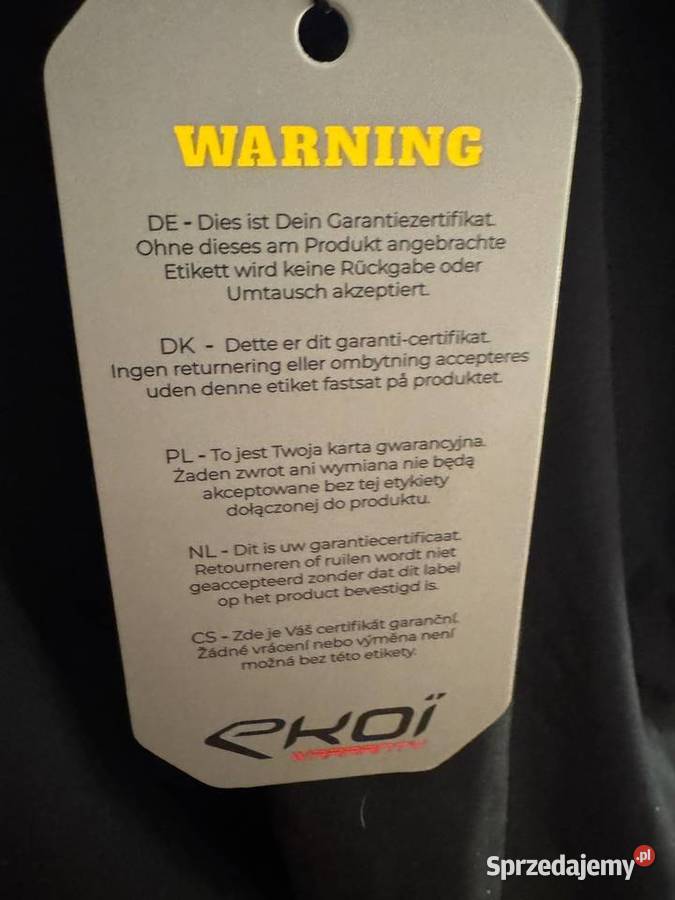 WARNING
DE - Dies ist Dein Garantiezertifikat.
Ohne dieses am Produkt angebrachte
Etikett wird keine Rückgabe oder
Umtausch akzeptiert.
DK - Dette er dit garanti-certifikat.
Ingen returnering eller ombytning accepteres
uden denne etiket fastsat på produktet.
PL - To jest Twoja karta gwarancyjna.
Żaden zwrot ani wymiana nie będą
akceptowane bez tej etykiety
dołączonej do produktu.
NL - Dit is uw garantiecertificaat.
Retourneren of ruilen wordt niet
geaccepteerd zonder dat dit label
op het product bevestigd is.
CS - Zde je Váš certifikát garanční.
Žádné vrácení nebo výměna není
možná bez této etikety.
eKOï
WARRANTY
Sprzedajemy.pl